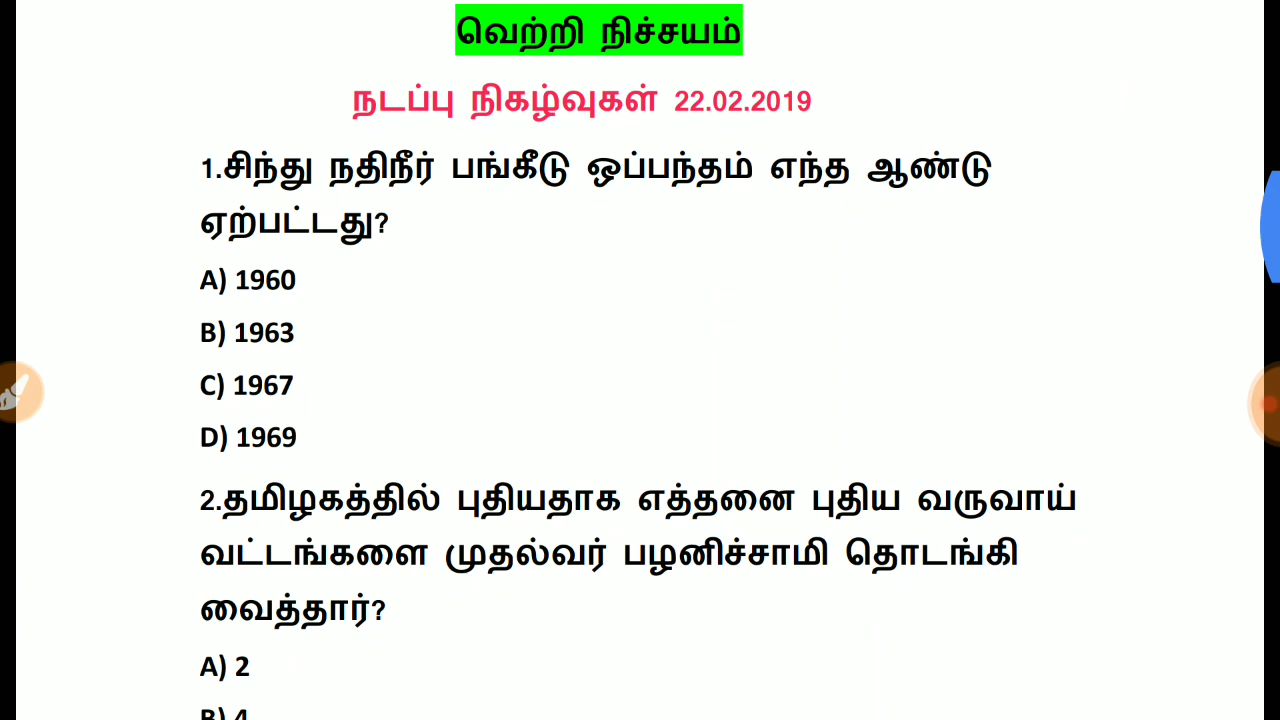 வெற்றி நிச்சயம்
நடப்பு நிகழ்வுகள் 22.02.2019
1.சிந்து நதிநீர் பங்கீடு ஒப்பந்தம் எந்த ஆண்டு
ஏற்பட்டது?
A) 1960
B) 1963
C) 1967
D) 1969
2.தமிழகத்தில் புதியதாக எத்தனை புதிய வருவாய்
வட்டங்களை முதல்வர் பழனிச்சாமி தொடங்கி
வைத்தார்?
A) 2
B) 4